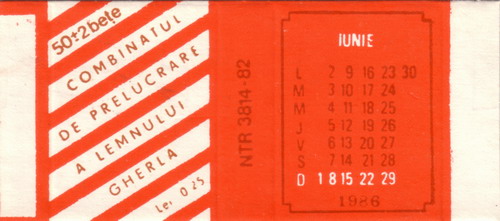 50±2bețe
COMBINATUL
DE PRELUCRARE
A LEMNULUI
GHERLA
Lei 0.25
NTR 3814-82
IUNIE
L 2 9 16 23 30
M 3 10 17 24
M 4 11 18 25
J 5 12 19 26
V 6 13 20 27
S 7 14 21 28
D 1 8 15 22 29
1986